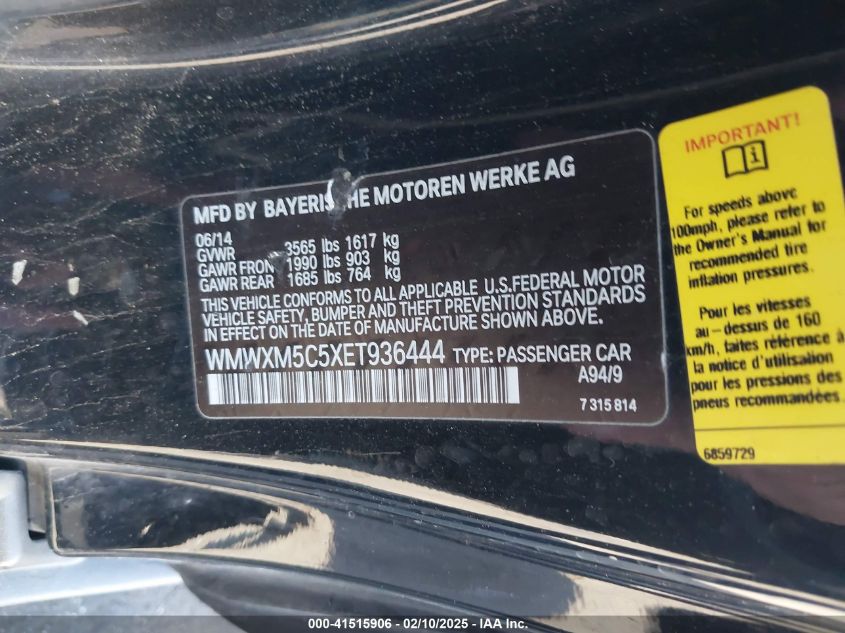 MFD BY BAYERIS HE MOTOREN WERKE AG
06/14
GVWR 3565 lbs 1617 kg
GAWR FRON 1990 lbs 903 kg
GAWR REAR 1685 lbs 764 kg
THIS VEHICLE CONFORMS TO ALL APPLICABLE U.S.FEDERAL MOTOR
VEHICLE SAFETY, BUMPER AND THEFT PREVENTION STANDARDS
IN EFFECT ON THE DATE OF MANUFACTURE SHOWN ABOVE.
WMWXM5C5XET936444 TYPE: PASSENGER CAR
A94/9
7 315 814
IMPORTANT!
i
For speeds above
100mph, please refer to
the Owner's Manual for
recommended tire
inflation pressures.
Pour les vitesses
au-dessus de 160
km/h, faites référence à
la notice d'utilisation
pour les pressions des
pneus recommandées.
6859729
000-41515906 - 02/10/2025 - IAA Inc.